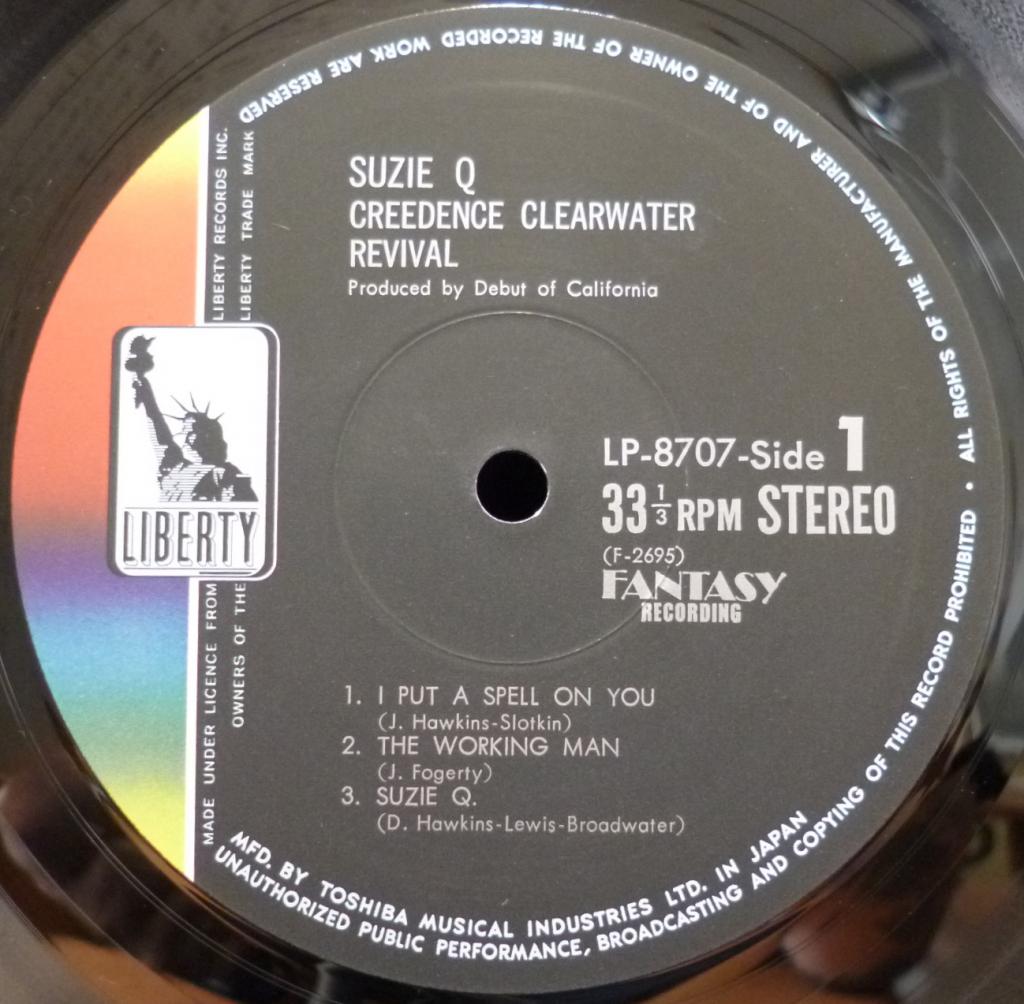 SUZIE Q
CREEDENCE CLEARWATER
REVIVAL
Produced by Debut of California
LIBERTY
MADE UNDER LICENCE FROM LIBERTY RECORDS INC.
OWNERS OF THE LIBERTY TRADE MARK
LP-8707-Side 1
33 1/3 RPM STEREO
(F-2695)
FANTASY
RECORDING
1. I PUT A SPELL ON YOU
(J. Hawkins-Slotkin)
2. THE WORKING MAN
(J. Fogerty)
3. SUZIE Q.
(D. Hawkins-Lewis-Broadwater)
MFD. BY TOSHIBA MUSICAL INDUSTRIES LTD. IN JAPAN
UNAUTHORIZED PUBLIC PERFORMANCE, BROADCASTING AND COPYING OF THIS RECORD PROHIBITED • ALL RIGHTS OF THE MANUFACTURER AND OF THE OWNER OF THE RECORDED WORK ARE RESERVED